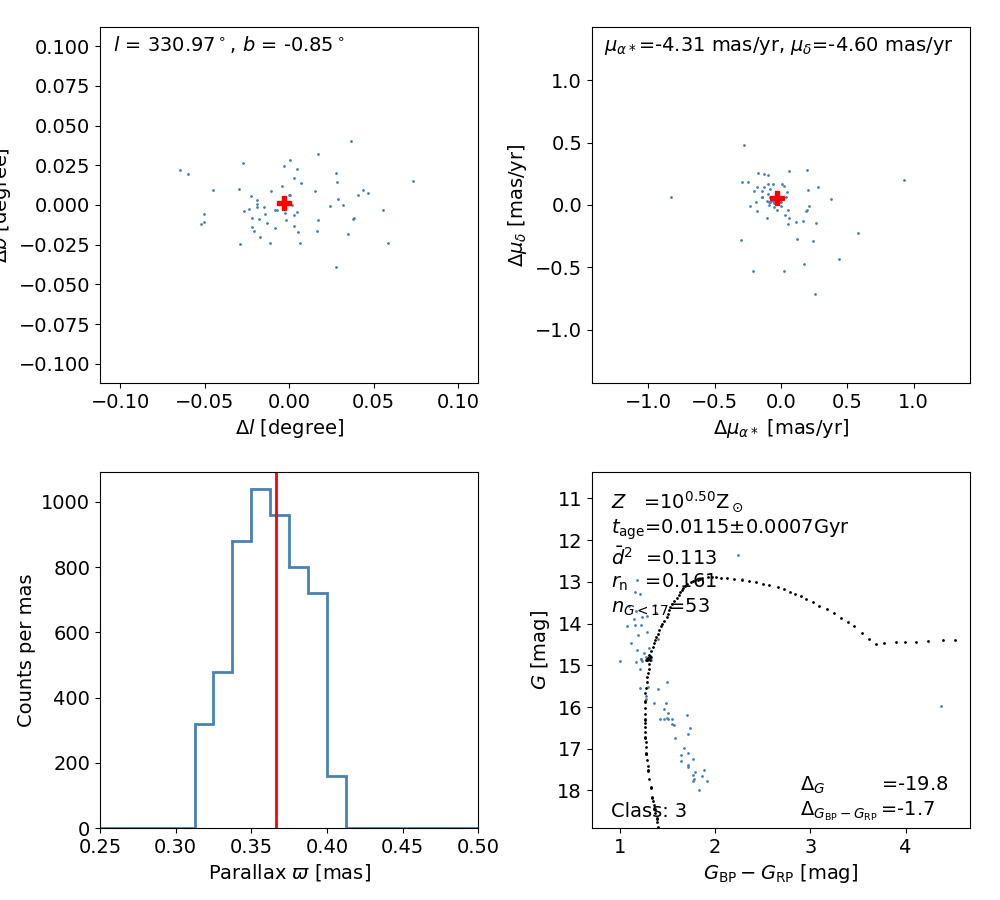 l = 330.97°, b = -0.85°
0.100
0.075
0.050
0.025
0.000
−0.025
−0.050
−0.075
−0.100
Δb [degree]
−0.10 −0.05 0.00 0.05 0.10
Δl [degree]
μα*=-4.31 mas/yr, μδ=-4.60 mas/yr
1.0
0.5
0.0
−0.5
−1.0
Δμδ [mas/yr]
−1.0 −0.5 0.0 0.5 1.0
Δμα* [mas/yr]
1000
800
600
400
200
0
Counts per mas
0.25 0.30 0.35 0.40 0.45 0.50
Parallax ϖ [mas]
Z =10^0.50 Z⊙
t_age=0.0115±0.0007Gyr
d̄² =0.113
r_n =0.161
n_G<17=53
11
12
13
14
15
16
17
18
G [mag]
Δ_G =-19.8
Δ_GBP−GRP=-1.7
Class: 3
1 2 3 4
G_BP − G_RP [mag]